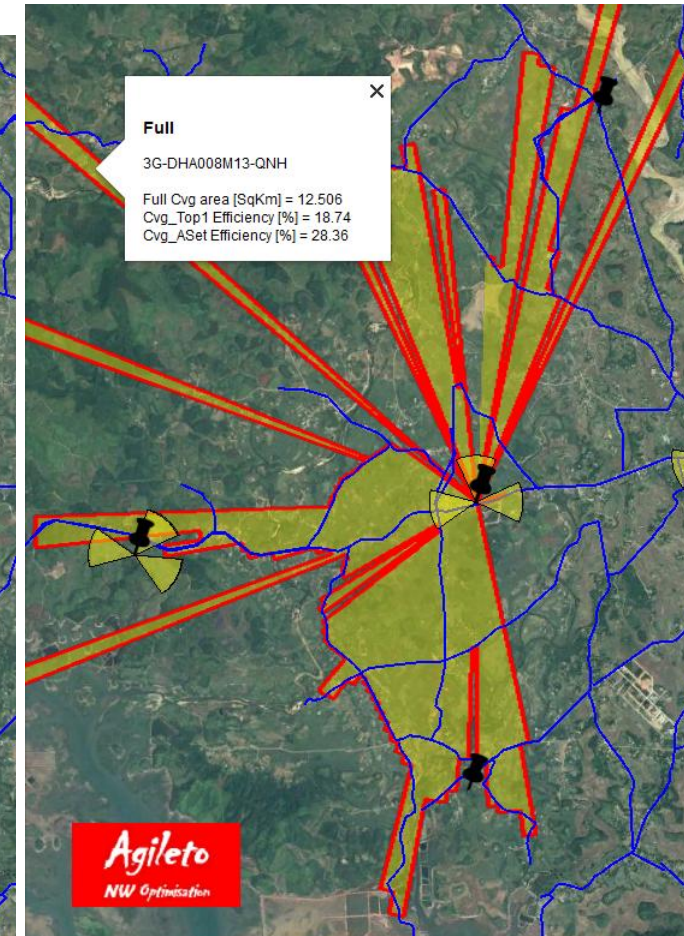 Full
3G-DHA008M13-QNH
Full Cvg area [SqKm] = 12.506
Cvg_Top1 Efficiency [%] = 18.74
Cvg_ASet Efficiency [%] = 28.36
Agileto
NW Optimisation